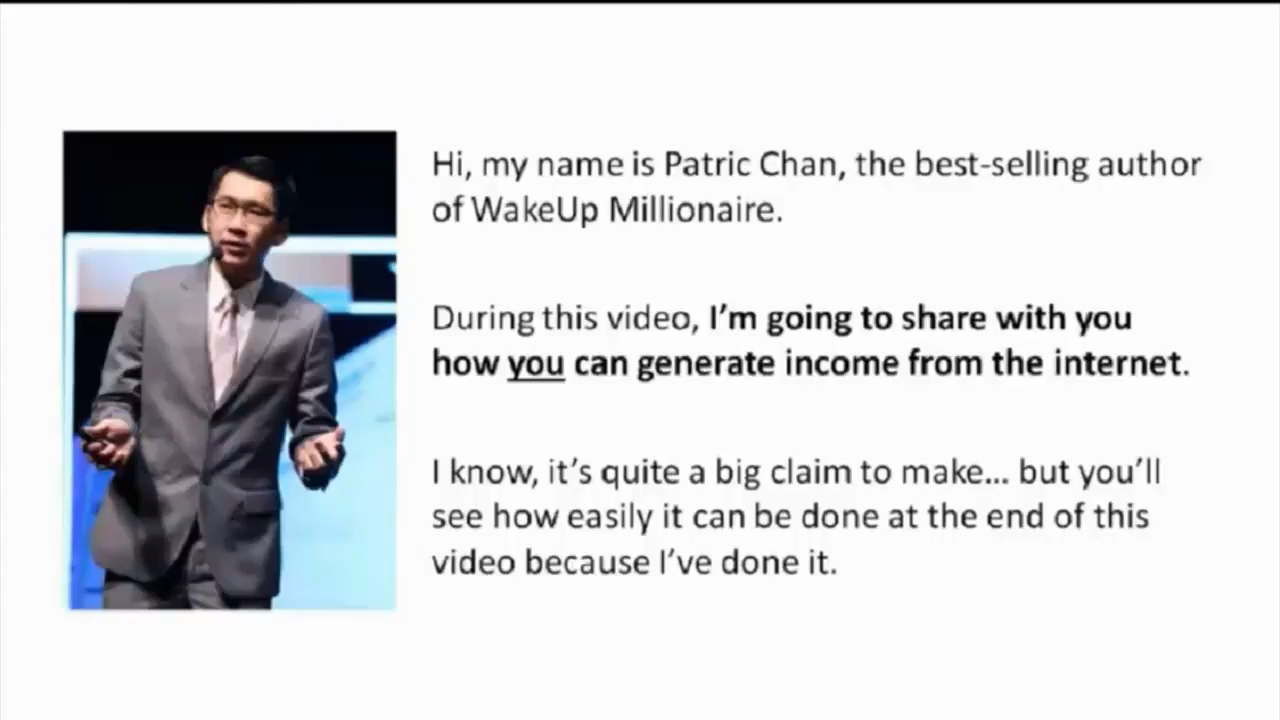 Hi, my name is Patric Chan, the best-selling author
of WakeUp Millionaire.
During this video, I’m going to share with you
how you can generate income from the internet.
I know, it’s quite a big claim to make... but you’ll
see how easily it can be done at the end of this
video because I’ve done it.